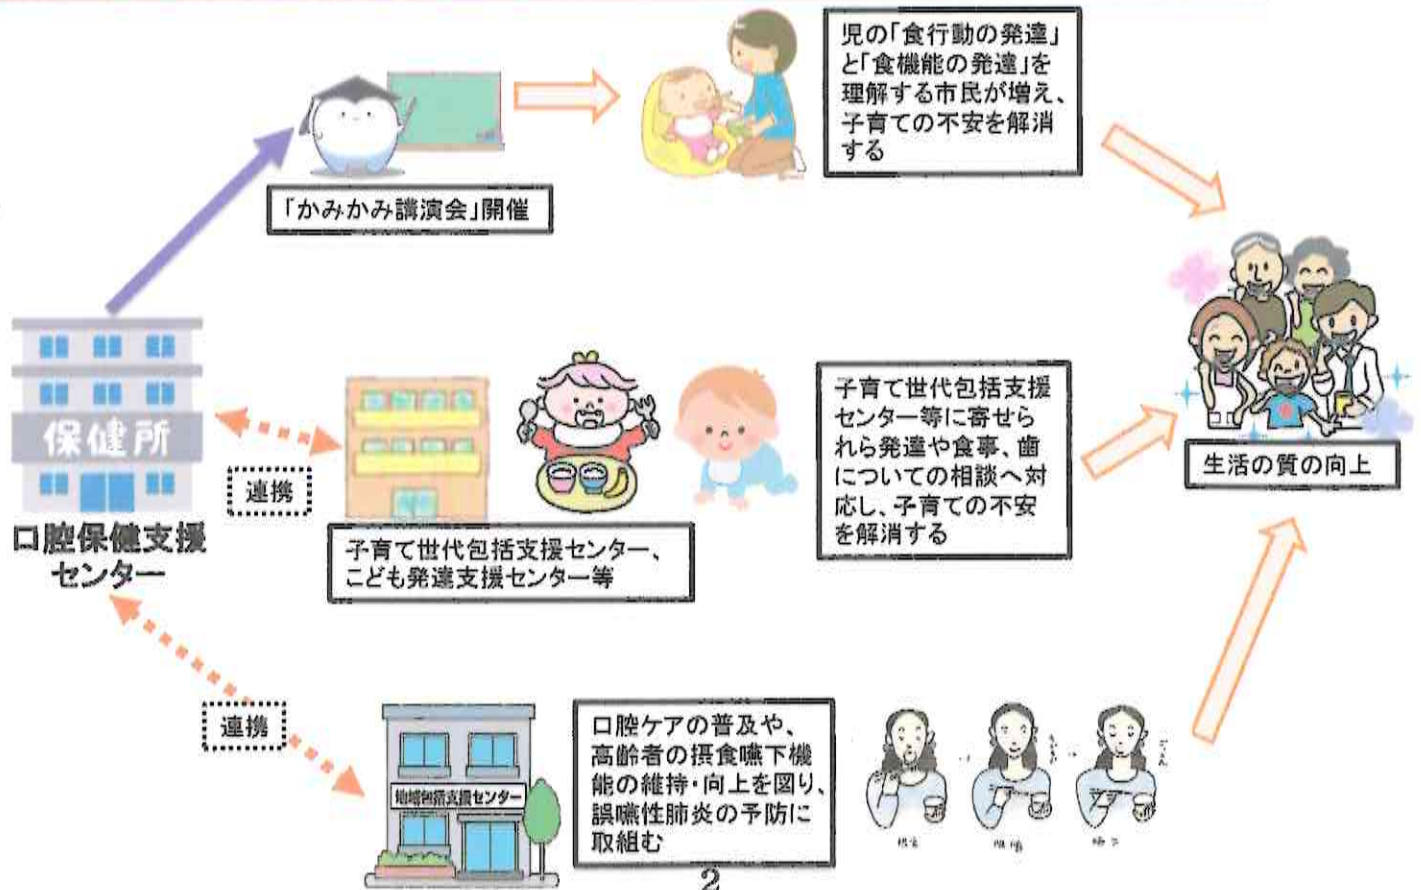 児の「食行動の発達」
と「食機能の発達」を
理解する市民が増え、
子育ての不安を解消
する
「かみかみ講演会」開催
保健所
口腔保健支援
センター
連携
子育て世代包括支援センター、
こども発達支援センター等
子育て世代包括支援
センター等に寄せら
れら発達や食事、歯
についての相談へ対
応し、子育ての不安
を解消する
生活の質の向上
連携
地域包括支援センター
口腔ケアの普及や、
高齢者の摂食嚥下機
能の維持・向上を図り、
誤嚥性肺炎の予防に
取組む
2